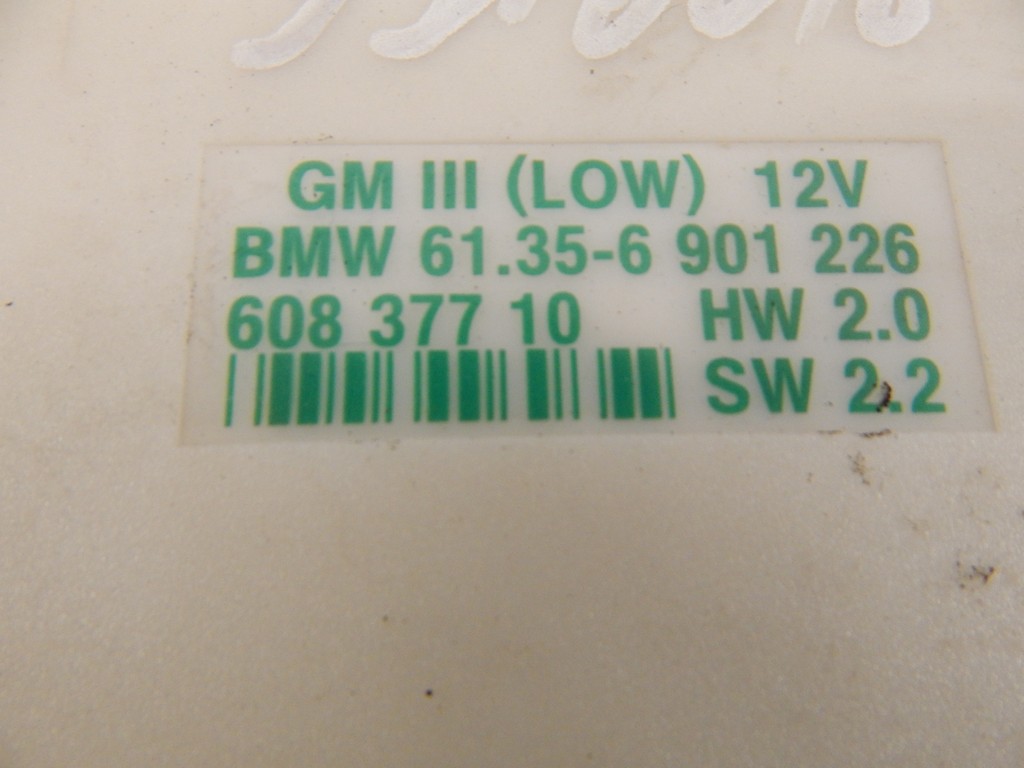 GM III (LOW) 12V
BMW 61.35-6 901 226
608 377 10 HW 2.0
SW 2.2